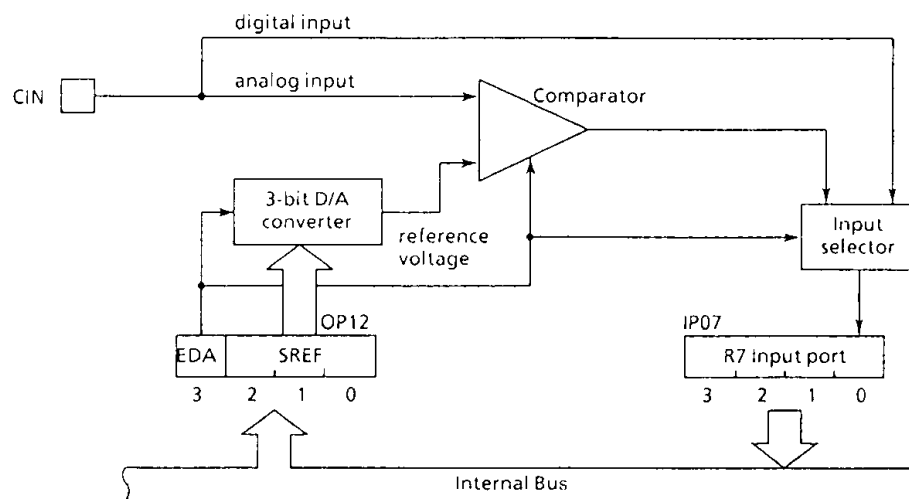 digital input
CIN
analog input
Comparator
3-bit D/A
converter
reference
voltage
Input
selector
OP12
EDA
SREF
3
2
1
0
IP07
R7 Input port
3
2
1
0
Internal Bus